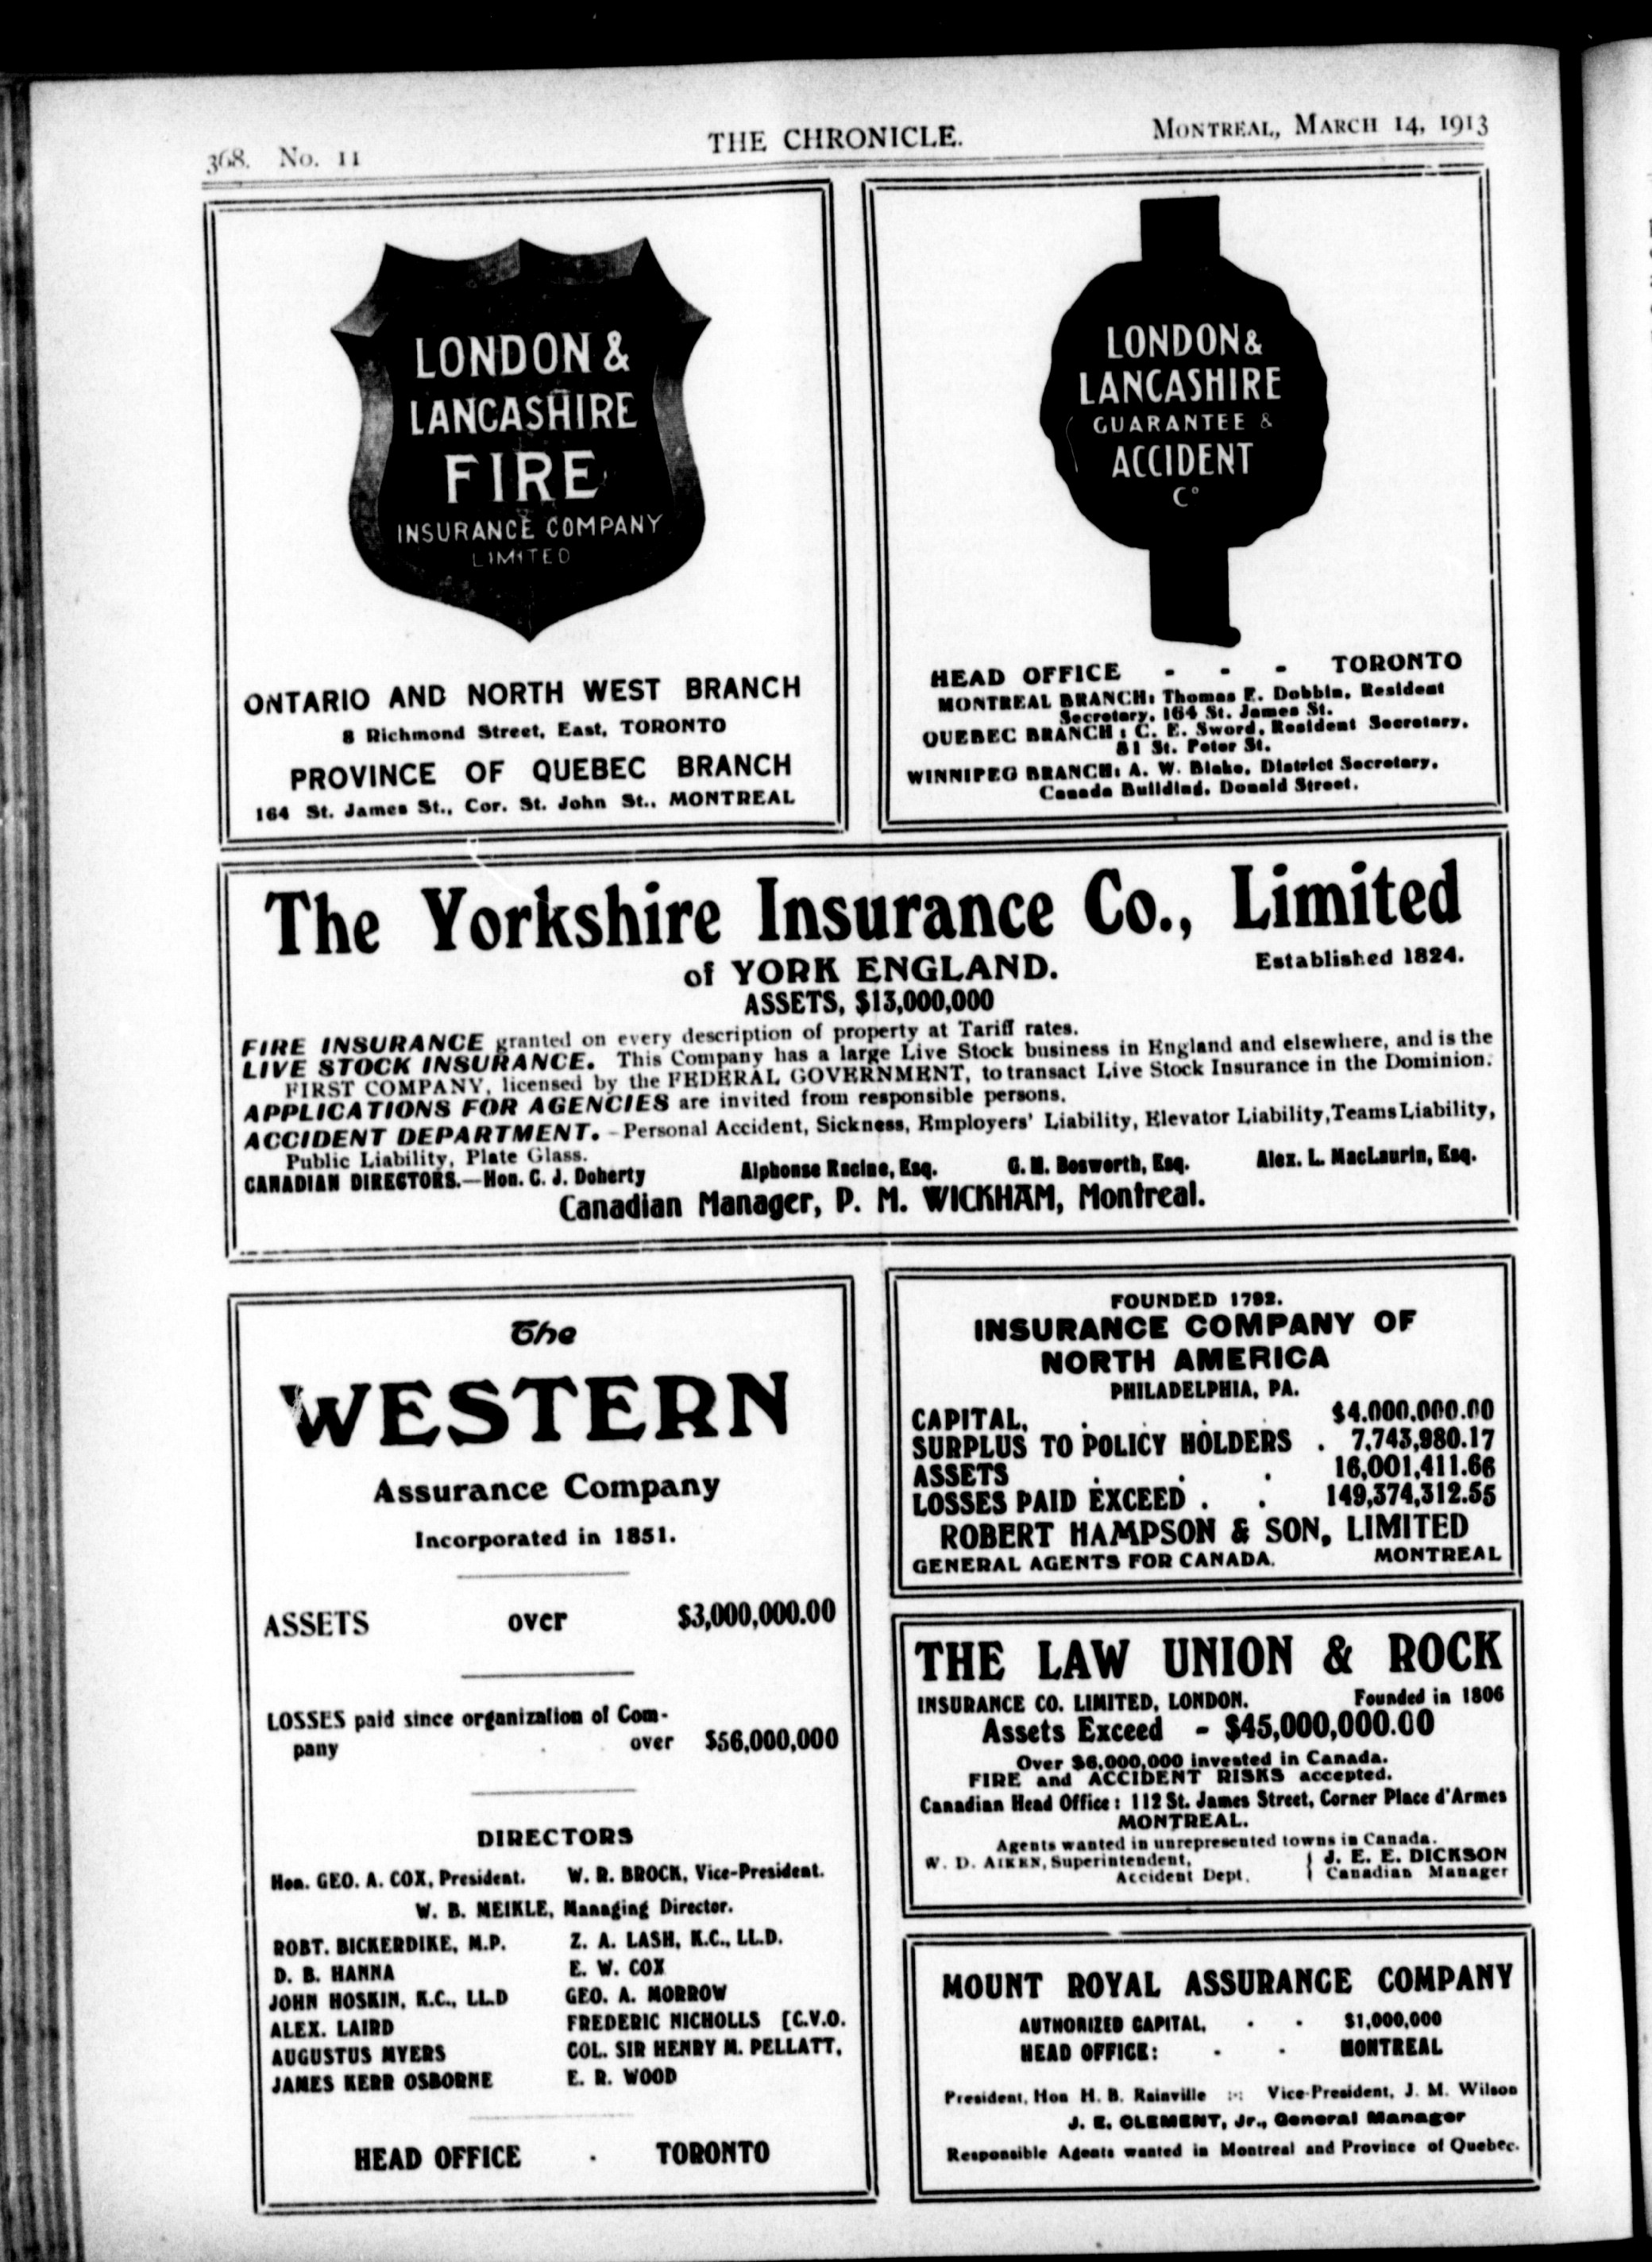 368. No. 11
THE CHRONICLE.
MONTREAL, MARCH 14, 1913
LONDON &
LANCASHIRE
FIRE
INSURANCE COMPANY
LIMITED
ONTARIO AND NORTH WEST BRANCH
8 Richmond Street, East, TORONTO
PROVINCE OF QUEBEC BRANCH
164 St. James St., Cor. St. John St., MONTREAL
LONDON &
LANCASHIRE
GUARANTEE &
ACCIDENT
Co
HEAD OFFICE - - - TORONTO
MONTREAL BRANCH: Thomas F. Dobbin, Resident
Secretary, 164 St. James St.
QUEBEC BRANCH: C. E. Sword, Resident Secretary,
81 St. Peter St.
WINNIPEG BRANCH: A. W. Blake, District Secretary,
Canada Building, Donald Street.
The Yorkshire Insurance Co., Limited
of YORK ENGLAND.
Established 1824.
ASSETS, $13,000,000
FIRE INSURANCE granted on every description of property at Tariff rates.
LIVE STOCK INSURANCE. This Company has a large Live Stock business in England and elsewhere, and is the
FIRST COMPANY, licensed by the FEDERAL GOVERNMENT, to transact Live Stock Insurance in the Dominion.
APPLICATIONS FOR AGENCIES are invited from responsible persons.
ACCIDENT DEPARTMENT.-Personal Accident, Sickness, Employers' Liability, Elevator Liability, Teams Liability,
Public Liability, Plate Glass.
CANADIAN DIRECTORS.—Hon. C. J. Doherty Alphonse Racine, Esq. G. M. Bosworth, Esq. Alex. L. MacLaurin, Esq.
Canadian Manager, P. M. WICKHAM, Montreal.
The
WESTERN
Assurance Company
Incorporated in 1851.
ASSETS over $3,000,000.00
LOSSES paid since organization of Com-
pany . over $56,000,000
DIRECTORS
Hon. GEO. A. COX, President. W. R. BROCK, Vice-President.
W. B. MEIKLE, Managing Director.
ROBT. BICKERDIKE, M.P. Z. A. LASH, K.C., LL.D.
D. B. HANNA E. W. COX
JOHN HOSKIN, K.C., LL.D GEO. A. MORROW
ALEX. LAIRD FREDERIC NICHOLLS [C.V.O.
AUGUSTUS MYERS COL. SIR HENRY M. PELLATT,
JAMES KERR OSBORNE E. R. WOOD
HEAD OFFICE . TORONTO
FOUNDED 1792.
INSURANCE COMPANY OF
NORTH AMERICA
PHILADELPHIA, PA.
CAPITAL, . . . . $4.000.000.00
SURPLUS TO POLICY HOLDERS . 7,743,980.17
ASSETS . . . 16,001,411.66
LOSSES PAID EXCEED . . 149,374,312.55
ROBERT HAMPSON & SON, LIMITED
GENERAL AGENTS FOR CANADA. MONTREAL
THE LAW UNION & ROCK
INSURANCE CO. LIMITED, LONDON. Founded in 1806
Assets Exceed - $45,000,000.00
Over $6,000,000 invested in Canada.
FIRE and ACCIDENT RISKS accepted.
Canadian Head Office: 112 St. James Street, Corner Place d'Armes
MONTREAL.
Agents wanted in unrepresented towns in Canada.
W. D. AIKEN, Superintendent, J. E. E. DICKSON
Accident Dept. Canadian Manager
MOUNT ROYAL ASSURANCE COMPANY
AUTHORIZED CAPITAL, - - $1,000,000
HEAD OFFICE: - - MONTREAL
President, Hon H. B. Rainville :-: Vice-President, J. M. Wilson
J. E. CLEMENT, Jr., General Manager
Responsible Agents wanted in Montreal and Province of Quebec.